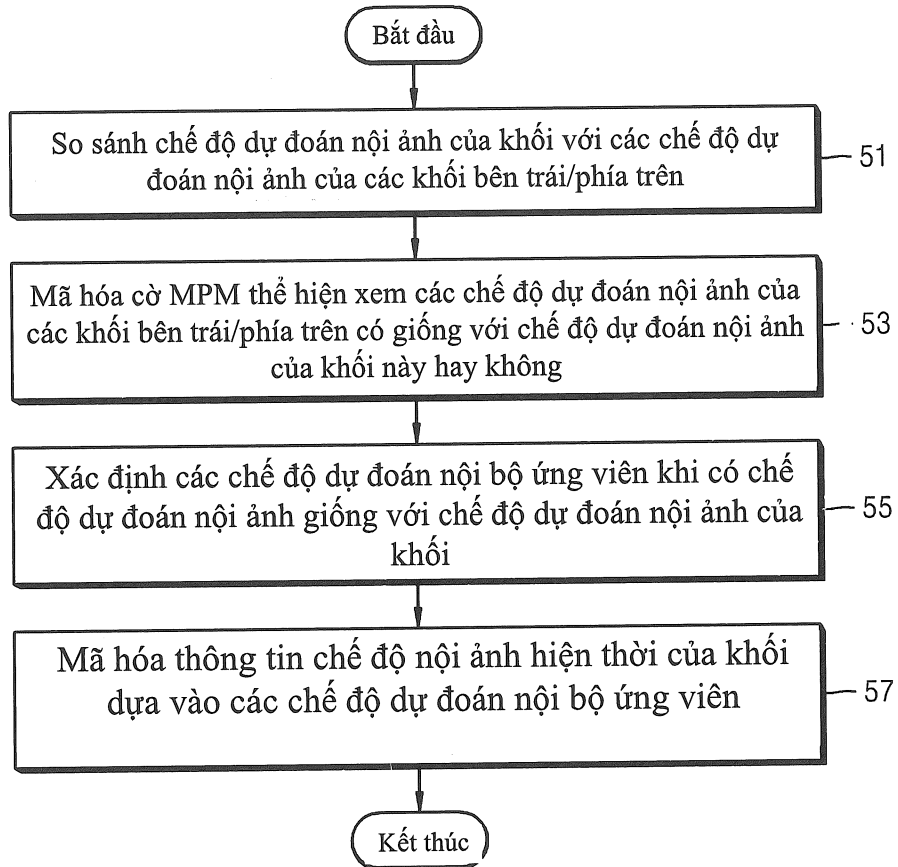 Bắt đầu
So sánh chế độ dự đoán nội ảnh của khối với các chế độ dự
đoán nội ảnh của các khối bên trái/phía trên
51
Mã hóa cờ MPM thể hiện xem các chế độ dự đoán nội ảnh của
các khối bên trái/phía trên có giống với chế độ dự đoán nội ảnh
của khối này hay không
53
Xác định các chế độ dự đoán nội bộ ứng viên khi có chế
độ dự đoán nội ảnh giống với chế độ dự đoán nội ảnh của
khối
55
Mã hóa thông tin chế độ nội ảnh hiện thời của khối
dựa vào các chế độ dự đoán nội bộ ứng viên
57
Kết thúc